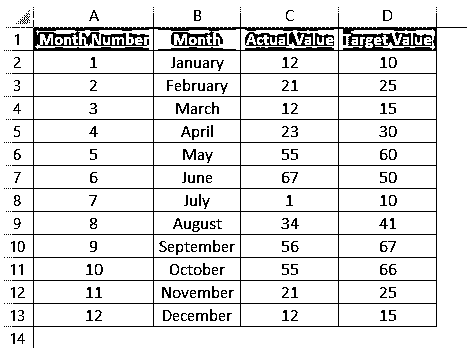 A B C D
1 Month Number Month Actual Value Target Value
2 1 January 12 10
3 2 February 21 25
4 3 March 12 15
5 4 April 23 30
6 5 May 55 60
7 6 June 67 50
8 7 July 1 10
9 8 August 34 41
10 9 September 56 67
11 10 October 55 66
12 11 November 21 25
13 12 December 12 15
14